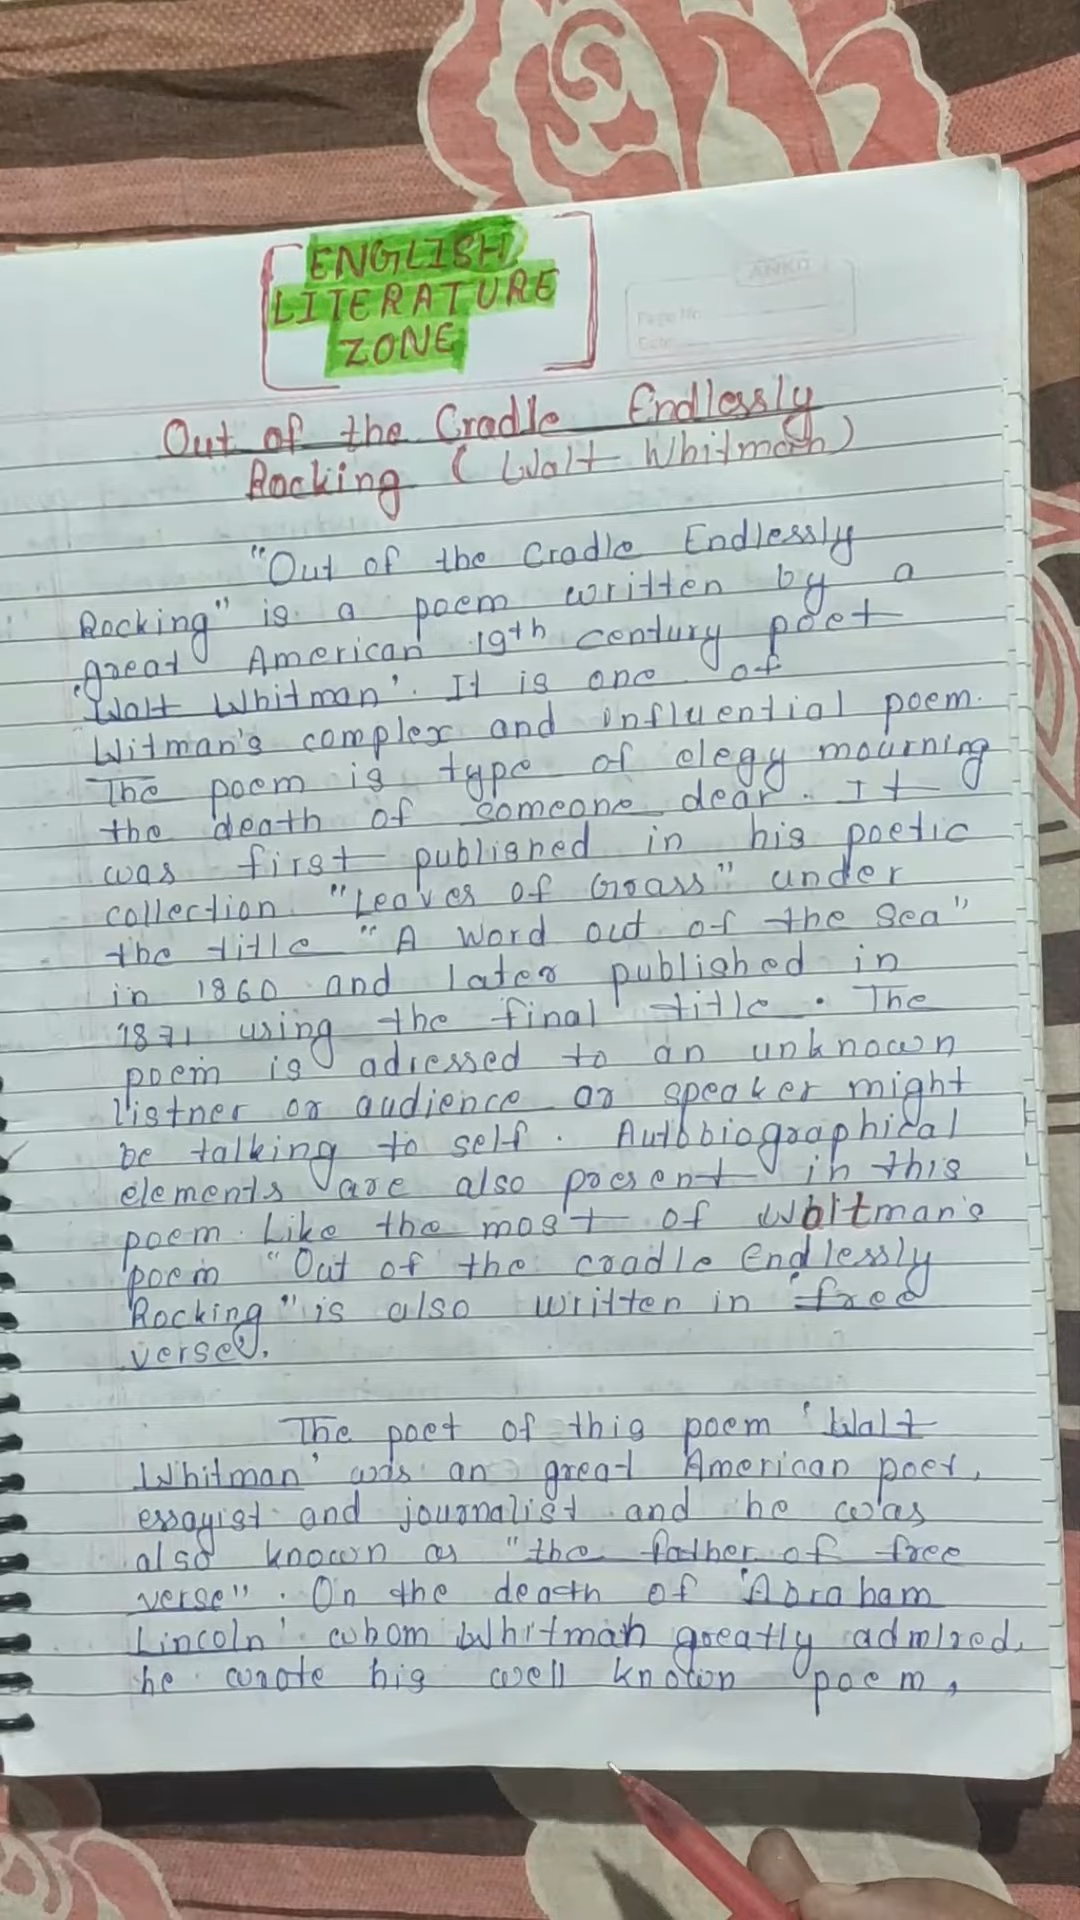 ENGLISH
LITERATURE
ZONE
ANKIT
Page No
Date
Out of the Cradle Endlessly
Rocking (Walt Whitman)
"Out of the Cradle Endlessly
Rocking" is a poem written by a
great American 19th century poet
'Walt Whitman'. It is one of
Witman's complex and influential poem.
The poem is type of elegy mourning
the death of someone dear. It
was first published in his poetic
collection "Leaves of Grass" under
the title "A Word out of the Sea"
in 1860 and later published in
1871 using the final title. The
poem is adressed to an unknown
listner or audience or speaker might
be talking to self. Autobiographical
elements are also present in this
poem. Like the most of Whitman's
poem "Out of the cradle Endlessly
Rocking" is also written in 'free
verse'.
The poet of this poem 'Walt
Whitman' was an great American poet,
essayist and journalist and he was
also known as "the father of free
verse". On the death of 'Abraham
Lincoln' whom Whitman greatly admired,
he wrote his well known poem,